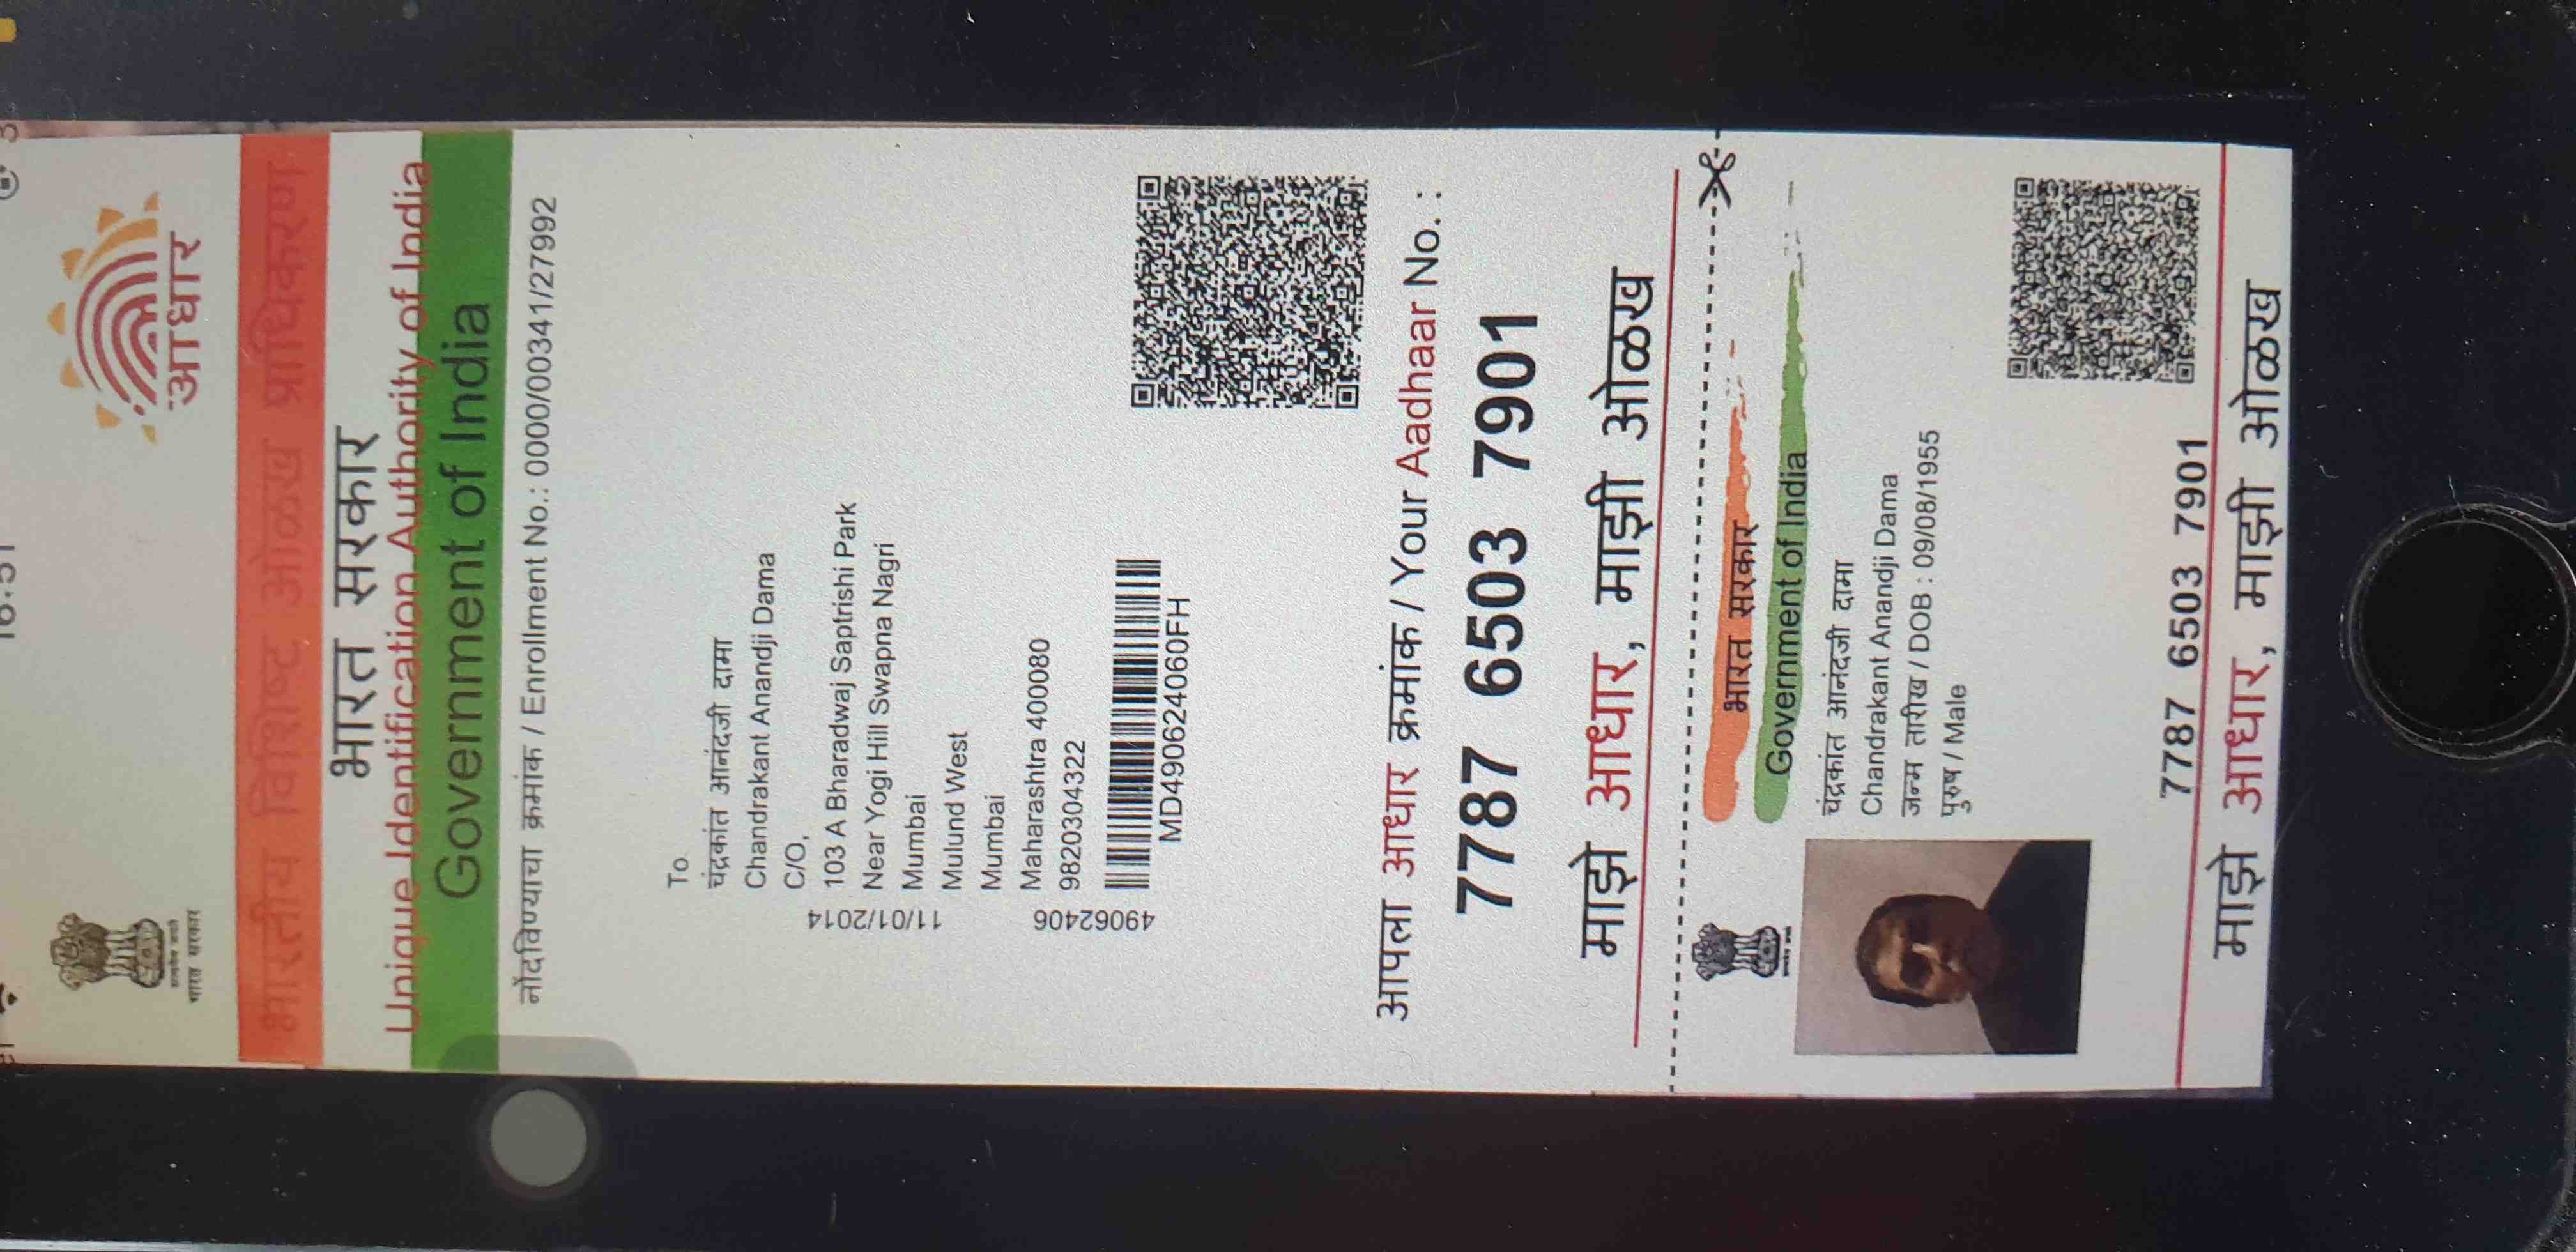 आधार
सत्यमेव जयते
भारत सरकार
भारतीय विशिष्ट ओळख प्राधिकरण
भारत सरकार
Unique Identification Authority of India
Government of India
नोंदविण्याचा क्रमांक / Enrollment No.: 0000/00341/27992
To
चंद्रकांत आनंदजी दामा
Chandrakant Anandji Dama
C/O,
103 A Bharadwaj Saptrishi Park
Near Yogi Hill Swapna Nagri
Mumbai
Mulund West
Mumbai
Maharashtra 400080
9820304322
11/01/2014
49062406
MD490624060FH
आपला आधार क्रमांक / Your Aadhaar No. :
7787 6503 7901
माझे आधार, माझी ओळख
भारत सरकार
Government of India
चंद्रकांत आनंदजी दामा
Chandrakant Anandji Dama
जन्म तारीख / DOB : 09/08/1955
पुरुष / Male
7787 6503 7901
माझे आधार, माझी ओळख